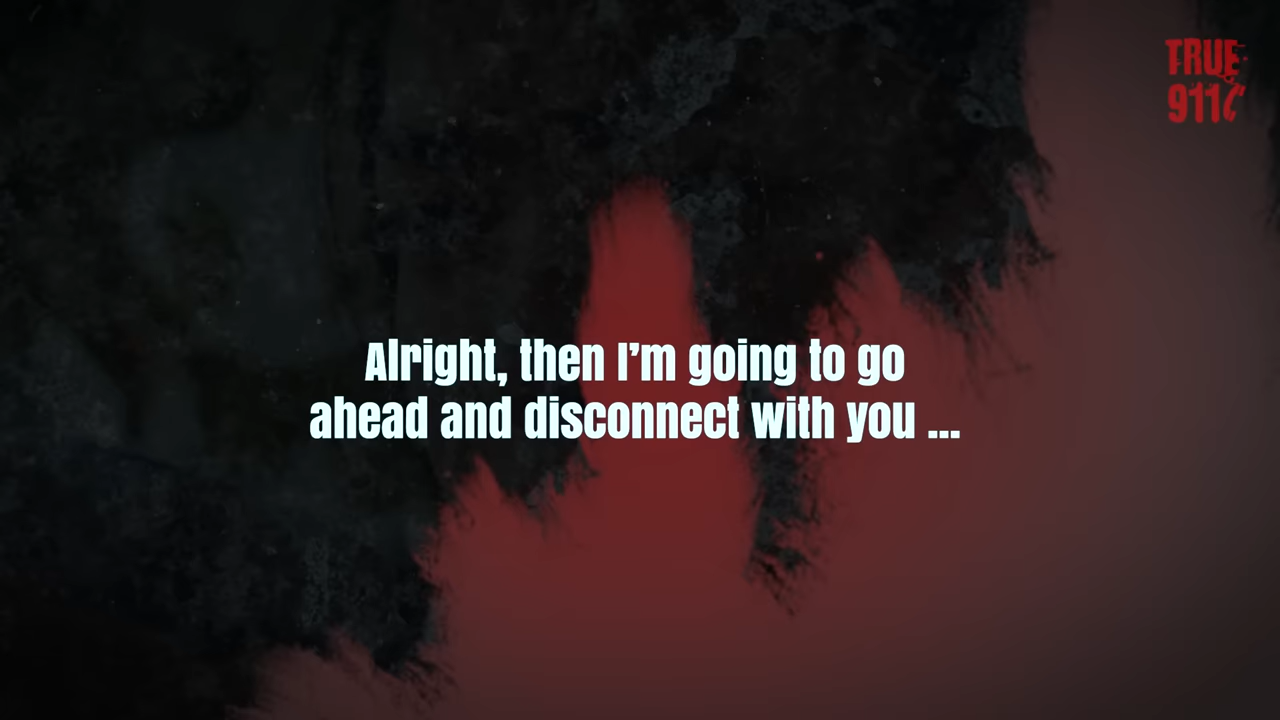 TRUE
911
Alright, then I’m going to go
ahead and disconnect with you ...